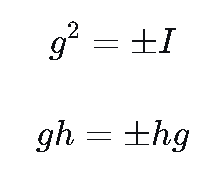 g² = ±I
gh = ±hg